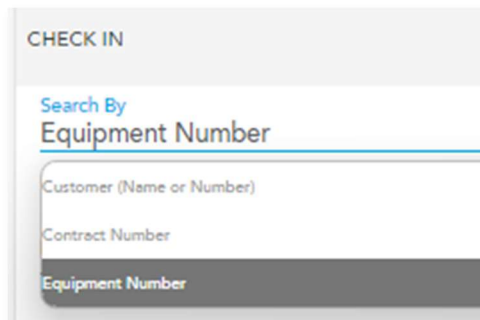 CHECK IN
Search By
Equipment Number
Customer (Name or Number)
Contract Number
Equipment Number